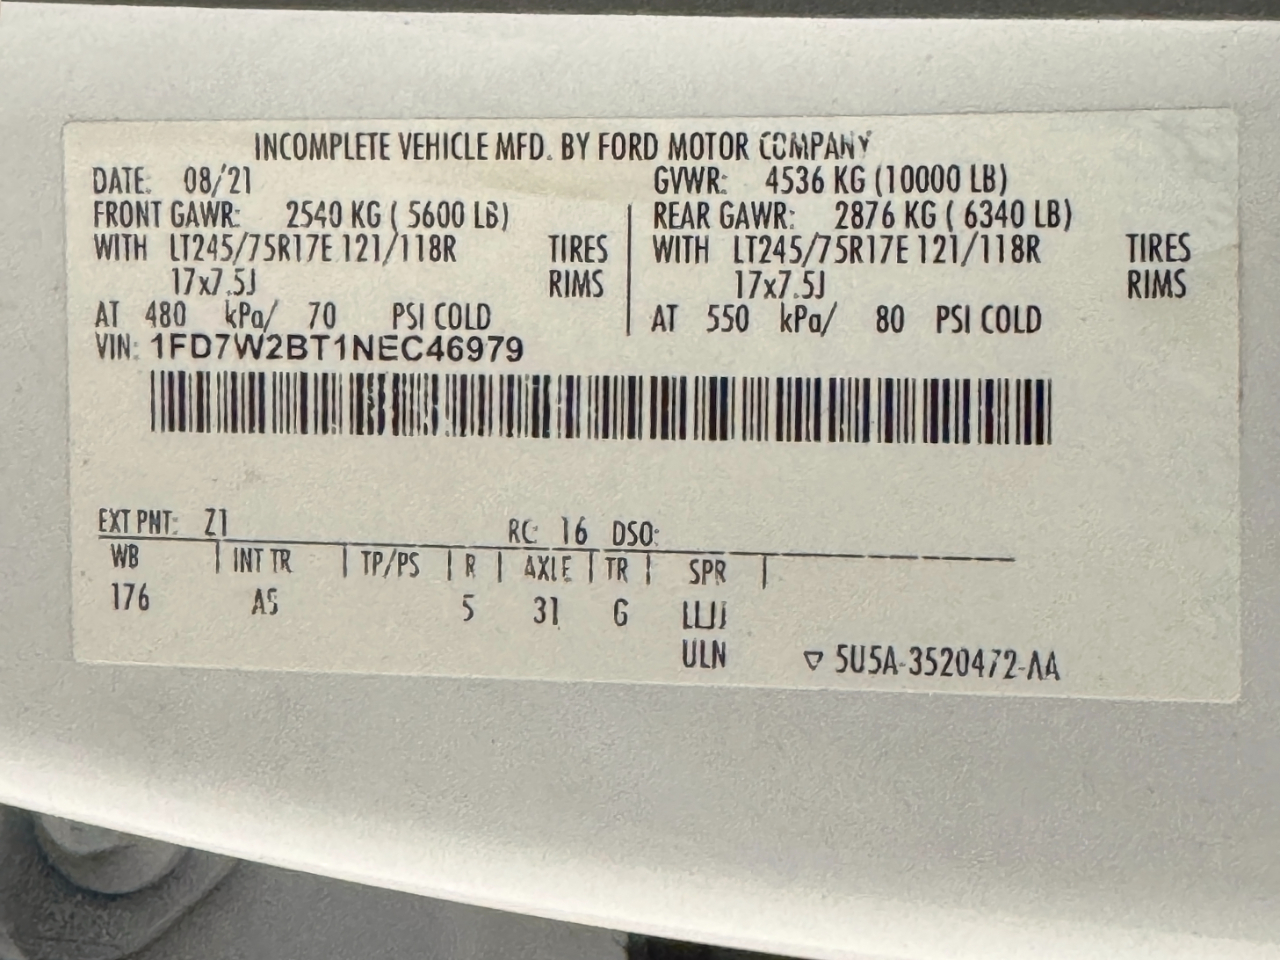 INCOMPLETE VEHICLE MFD. BY FORD MOTOR COMPANY
DATE: 08/21 GVWR: 4536 KG (10000 LB)
FRONT GAWR: 2540 KG ( 5600 LB) REAR GAWR: 2876 KG ( 6340 LB)
WITH LT245/75R17E 121/118R TIRES WITH LT245/75R17E 121/118R TIRES
17x7.5J RIMS 17x7.5J RIMS
AT 480 kPa/ 70 PSI COLD AT 550 kPa/ 80 PSI COLD
VIN: 1FD7W2BT1NEC46979
EXT PNT: Z1 RC: 16 DSO:
WB | INT TR | TP/PS | R | AXLE | TR | SPR |
176 AS 5 31 G
ULN ▽ 5U5A-3520472-AA